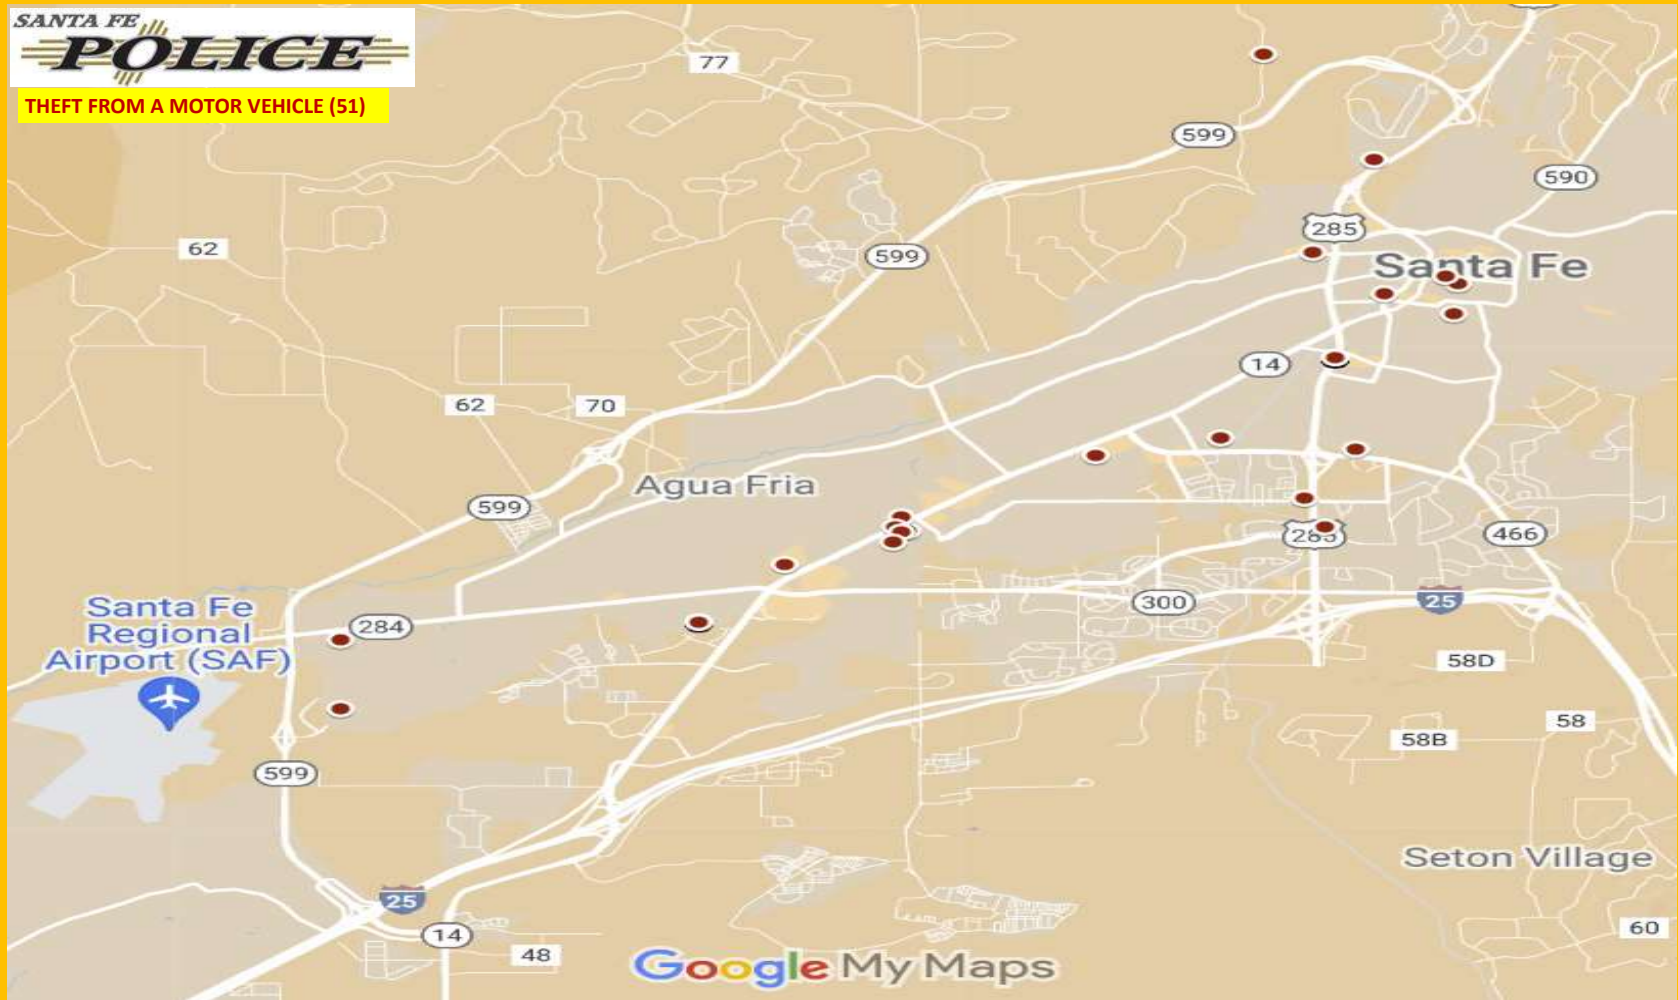 SANTA FE
POLICE
THEFT FROM A MOTOR VEHICLE (51)
77
599
590
285
62
599
Santa Fe
14
62
70
Agua Fria
599
285
466
Santa Fe
Regional
Airport (SAF)
284
300
25
58D
58
58B
599
Seton Village
25
14
48
60
Google My Maps